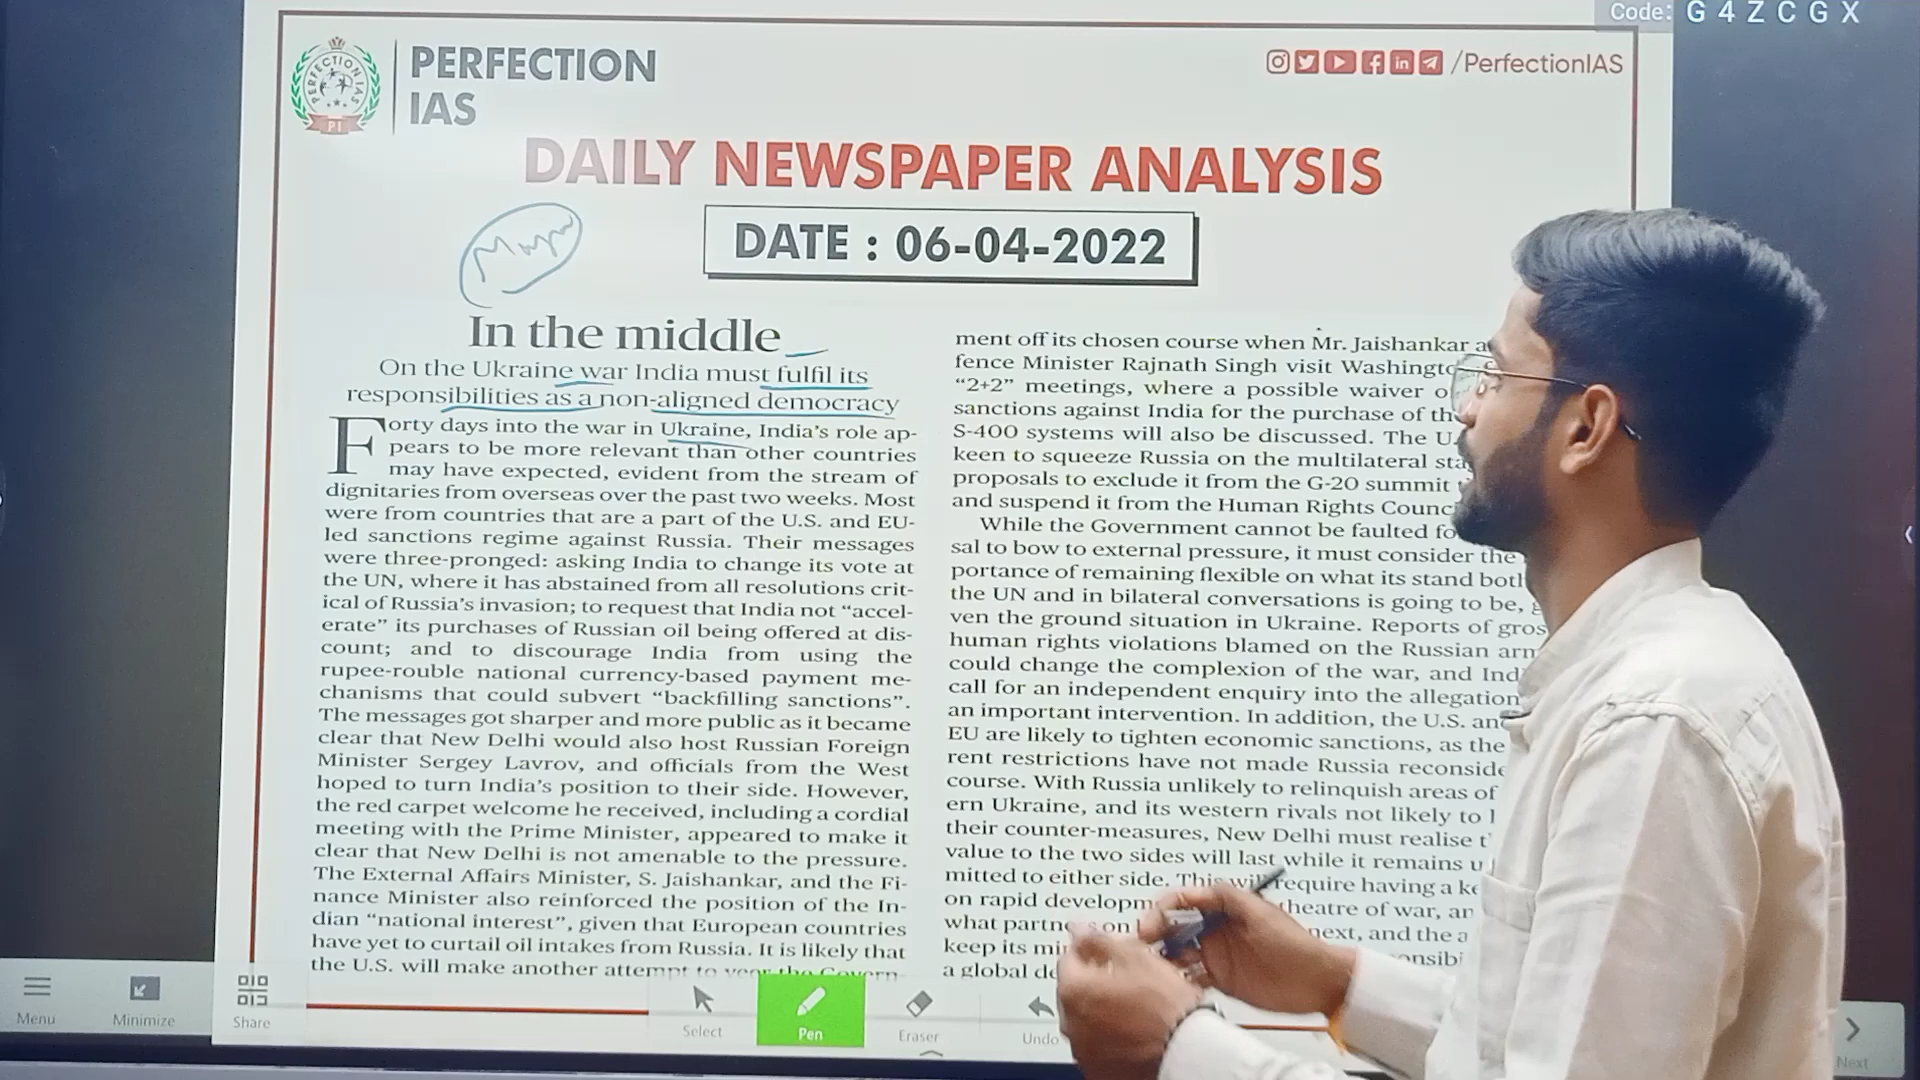 Code: G 4 Z C G X
PERFECTION
IAS
PERFECTION IAS
PI
/PerfectionIAS
DAILY NEWSPAPER ANALYSIS
DATE : 06-04-2022
In the middle
On the Ukraine war India must fulfil its
responsibilities as a non-aligned democracy
Forty days into the war in Ukraine, India's role ap-
pears to be more relevant than other countries
may have expected, evident from the stream of
dignitaries from overseas over the past two weeks. Most
were from countries that are a part of the U.S. and EU-
led sanctions regime against Russia. Their messages
were three-pronged: asking India to change its vote at
the UN, where it has abstained from all resolutions crit-
ical of Russia's invasion; to request that India not "accel-
erate" its purchases of Russian oil being offered at dis-
count; and to discourage India from using the
rupee-rouble national currency-based payment me-
chanisms that could subvert "backfilling sanctions".
The messages got sharper and more public as it became
clear that New Delhi would also host Russian Foreign
Minister Sergey Lavrov, and officials from the West
hoped to turn India's position to their side. However,
the red carpet welcome he received, including a cordial
meeting with the Prime Minister, appeared to make it
clear that New Delhi is not amenable to the pressure.
The External Affairs Minister, S. Jaishankar, and the Fi-
nance Minister also reinforced the position of the In-
dian "national interest", given that European countries
have yet to curtail oil intakes from Russia. It is likely that
the U.S. will make another attempt to veer the Govern-
ment off its chosen course when Mr. Jaishankar
fence Minister Rajnath Singh visit
"2+2" meetings, where a possible waiver
sanctions against India for the purchase of
S-400 systems will also be discussed. The
keen to squeeze Russia on the multilateral
proposals to exclude it from the G-20 summit
and suspend it from the Human Rights
While the Government cannot be faulted
sal to bow to external pressure, it must consider the
portance of remaining flexible on what its stand both
the UN and in bilateral conversations is going to be,
ven the ground situation in Ukraine. Reports of
human rights violations blamed on the Russian
could change the complexion of the war, and
call for an independent enquiry into the allegation
an important intervention. In addition, the U.S.
EU are likely to tighten economic sanctions, as the
rent restrictions have not made Russia
course. With Russia unlikely to relinquish areas of
ern Ukraine, and its western rivals not likely to
their counter-measures, New Delhi must realise
value to the two sides will last while it remains
mitted to either side. This will require having a
on rapid theatre of war,
what next, and the
keep its
a global
Menu
Minimize
Share
Select
Pen
Eraser
Undo
Next